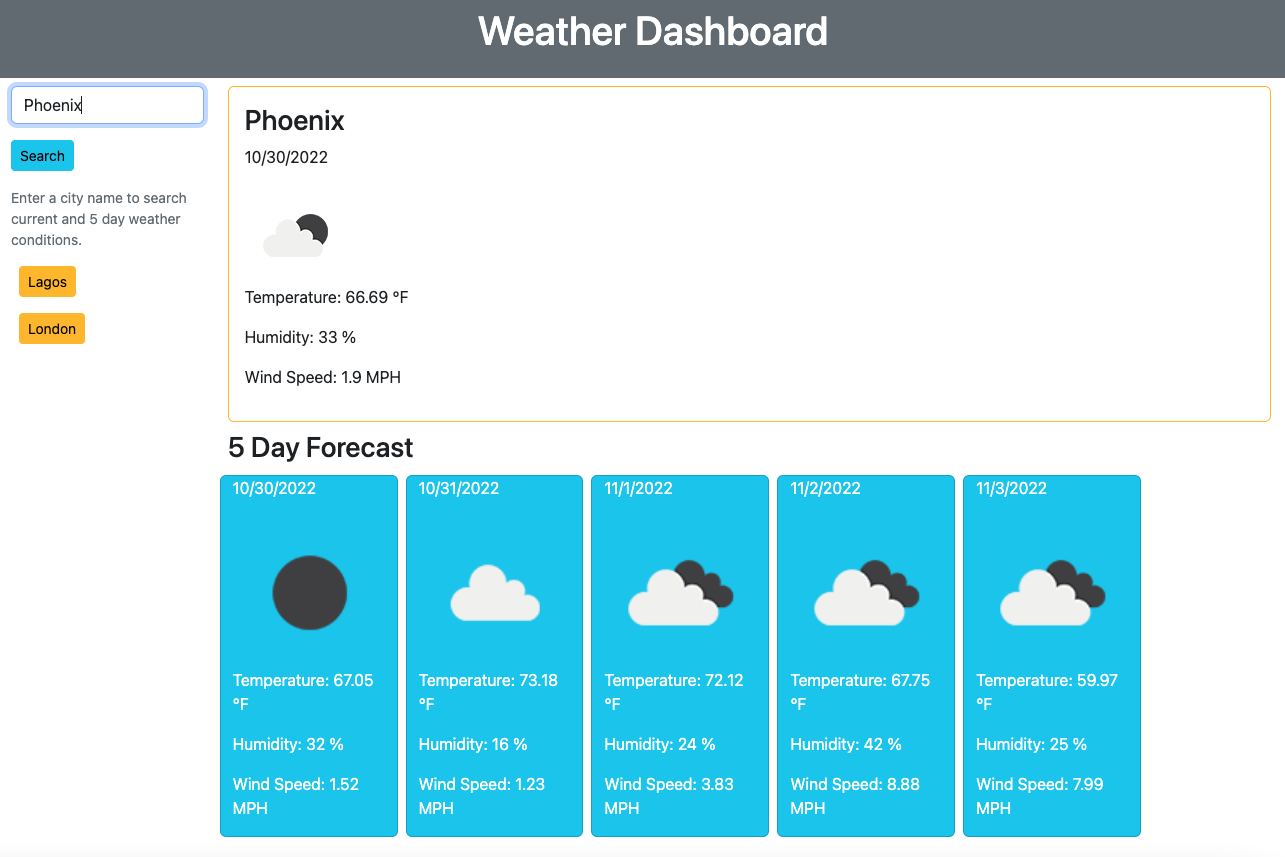 Weather Dashboard
Phoenix
Search
Enter a city name to search
current and 5 day weather
conditions.
Lagos
London
Phoenix
10/30/2022
Temperature: 66.69 °F
Humidity: 33 %
Wind Speed: 1.9 MPH
5 Day Forecast
10/30/2022
Temperature: 67.05
°F
Humidity: 32 %
Wind Speed: 1.52
MPH
10/31/2022
Temperature: 73.18
°F
Humidity: 16 %
Wind Speed: 1.23
MPH
11/1/2022
Temperature: 72.12
°F
Humidity: 24 %
Wind Speed: 3.83
MPH
11/2/2022
Temperature: 67.75
°F
Humidity: 42 %
Wind Speed: 8.88
MPH
11/3/2022
Temperature: 59.97
°F
Humidity: 25 %
Wind Speed: 7.99
MPH